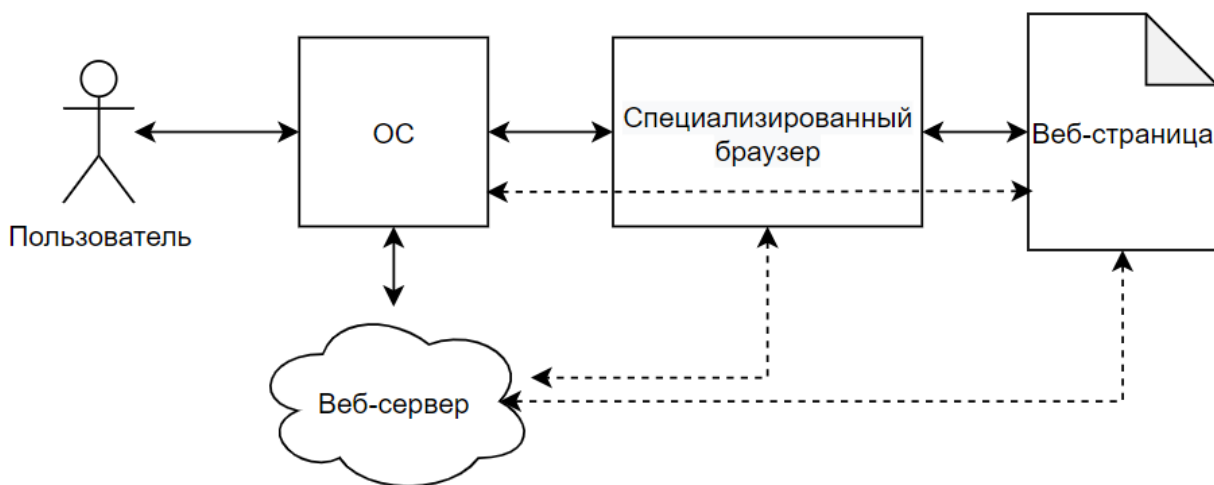 Пользователь
ОС
Специализированный
браузер
Веб-страница
Веб-сервер